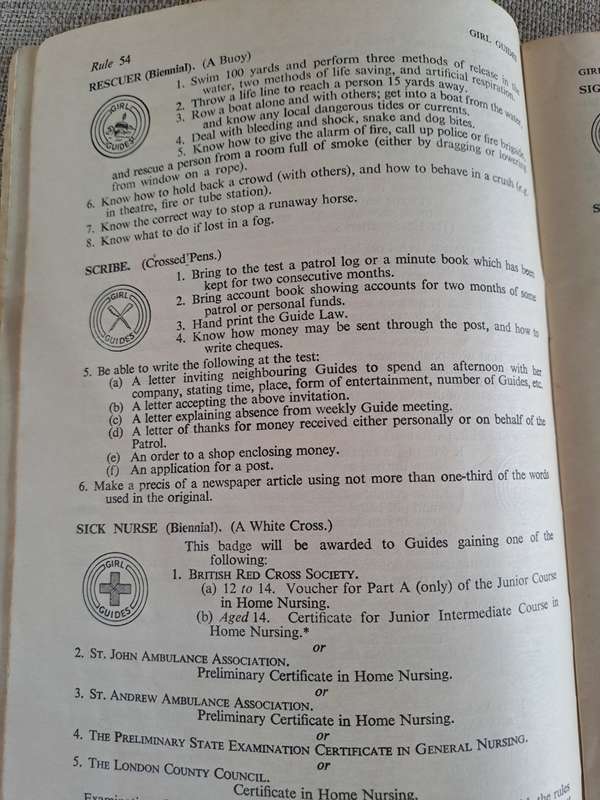 Rule 54
GIRL GUIDES
RESCUER (Biennial). (A Buoy)
1. Swim 100 yards and perform three methods of release in the
water, two methods of life saving, and artificial respiration.
2. Throw a life line to reach a person 15 yards away.
3. Row a boat alone and with others; get into a boat from the water,
and know any local dangerous tides or currents.
4. Deal with bleeding and shock, snake and dog bites.
5. Know how to give the alarm of fire, call up police or fire brigade,
and rescue a person from a room full of smoke (either by dragging or lowering
from window on a rope).
6. Know how to hold back a crowd (with others), and how to behave in a crush (e.g.
in theatre, fire or tube station).
7. Know the correct way to stop a runaway horse.
8. Know what to do if lost in a fog.
GIRL
GUIDES
SCRIBE. (Crossed Pens.)
1. Bring to the test a patrol log or a minute book which has been
kept for two consecutive months.
2. Bring account book showing accounts for two months of some
patrol or personal funds.
3. Hand print the Guide Law.
4. Know how money may be sent through the post, and how to
write cheques.
GIRL
GUIDES
5. Be able to write the following at the test:
(a) A letter inviting neighbouring Guides to spend an afternoon with her
company, stating time, place, form of entertainment, number of Guides, etc.
(b) A letter accepting the above invitation.
(c) A letter explaining absence from weekly Guide meeting.
(d) A letter of thanks for money received either personally or on behalf of the
Patrol.
(e) An order to a shop enclosing money.
(f) An application for a post.
6. Make a precis of a newspaper article using not more than one-third of the words
used in the original.
SICK NURSE (Biennial). (A White Cross.)
This badge will be awarded to Guides gaining one of the
following:
GIRL
GUIDES
1. BRITISH RED CROSS SOCIETY.
(a) 12 to 14. Voucher for Part A (only) of the Junior Course
in Home Nursing.
(b) Aged 14. Certificate for Junior Intermediate Course in
Home Nursing.*
or
2. ST. JOHN AMBULANCE ASSOCIATION.
Preliminary Certificate in Home Nursing.
or
3. ST. ANDREW AMBULANCE ASSOCIATION.
Preliminary Certificate in Home Nursing.
or
4. THE PRELIMINARY STATE EXAMINATION CERTIFICATE IN GENERAL NURSING.
or
5. THE LONDON COUNTY COUNCIL.
Certificate in Home Nursing.
the rules